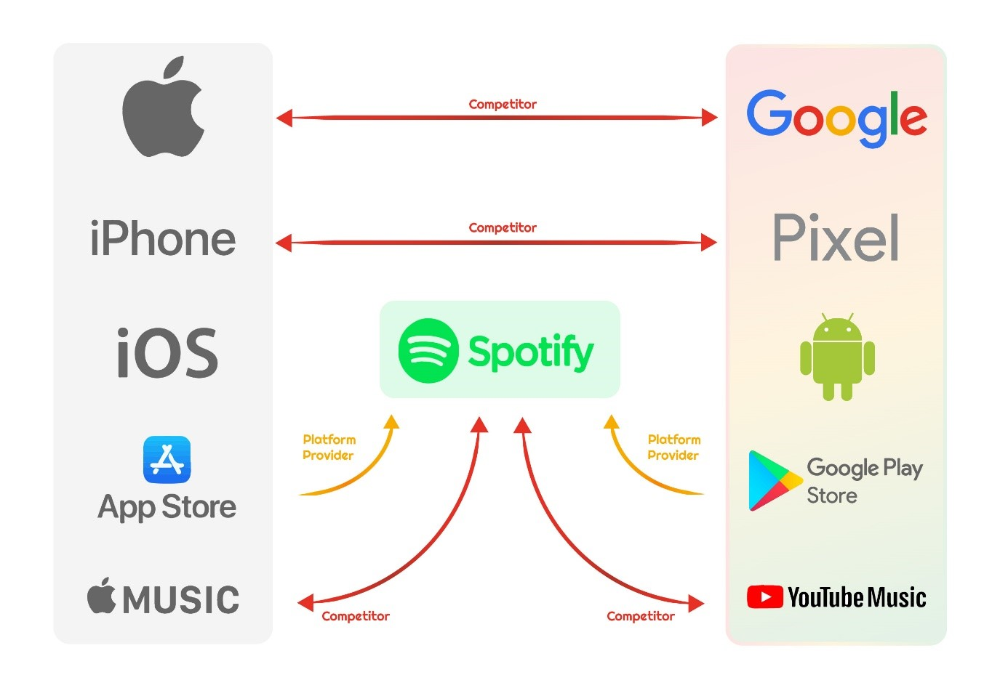 Competitor
Google
iPhone
Competitor
Pixel
iOS
Spotify
App Store
Platform
Provider
Platform
Provider
Google Play
Store
MUSIC
Competitor
Competitor
YouTube Music